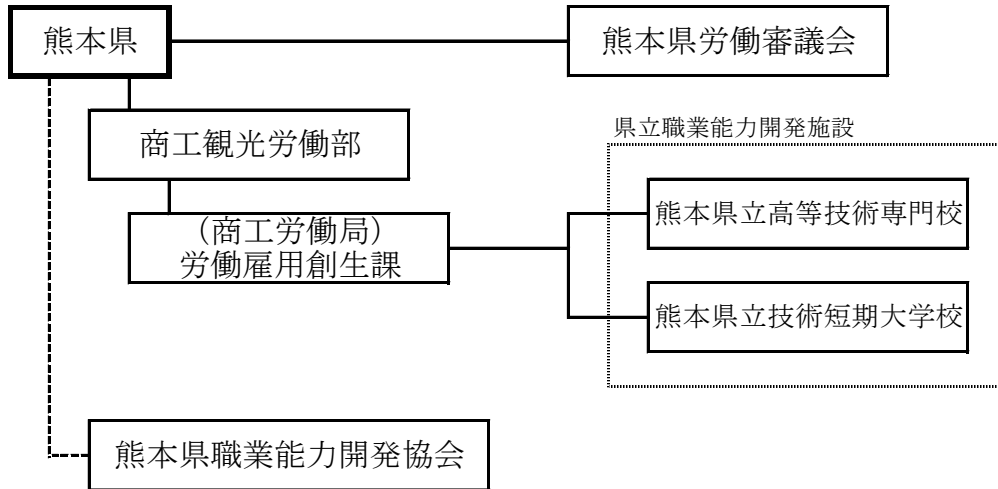 熊本県
熊本県労働審議会
商工観光労働部
県立職業能力開発施設
熊本県立高等技術専門校
（商工労働局）
労働雇用創生課
熊本県立技術短期大学校
熊本県職業能力開発協会